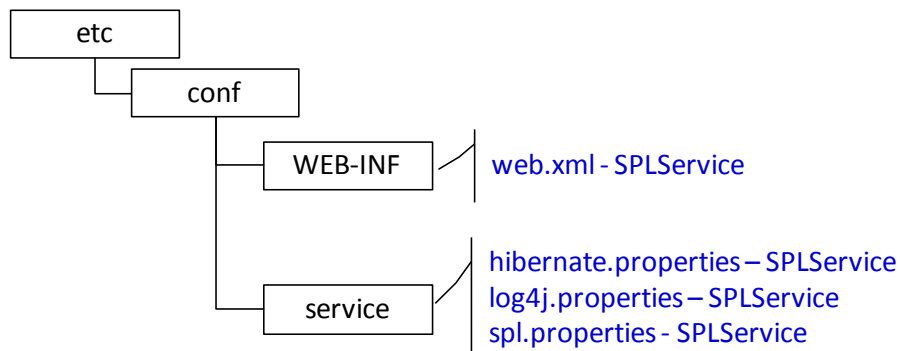 etc
conf
WEB-INF
web.xml - SPLService
hibernate.properties – SPLService
log4j.properties – SPLService
service
spl.properties - SPLService